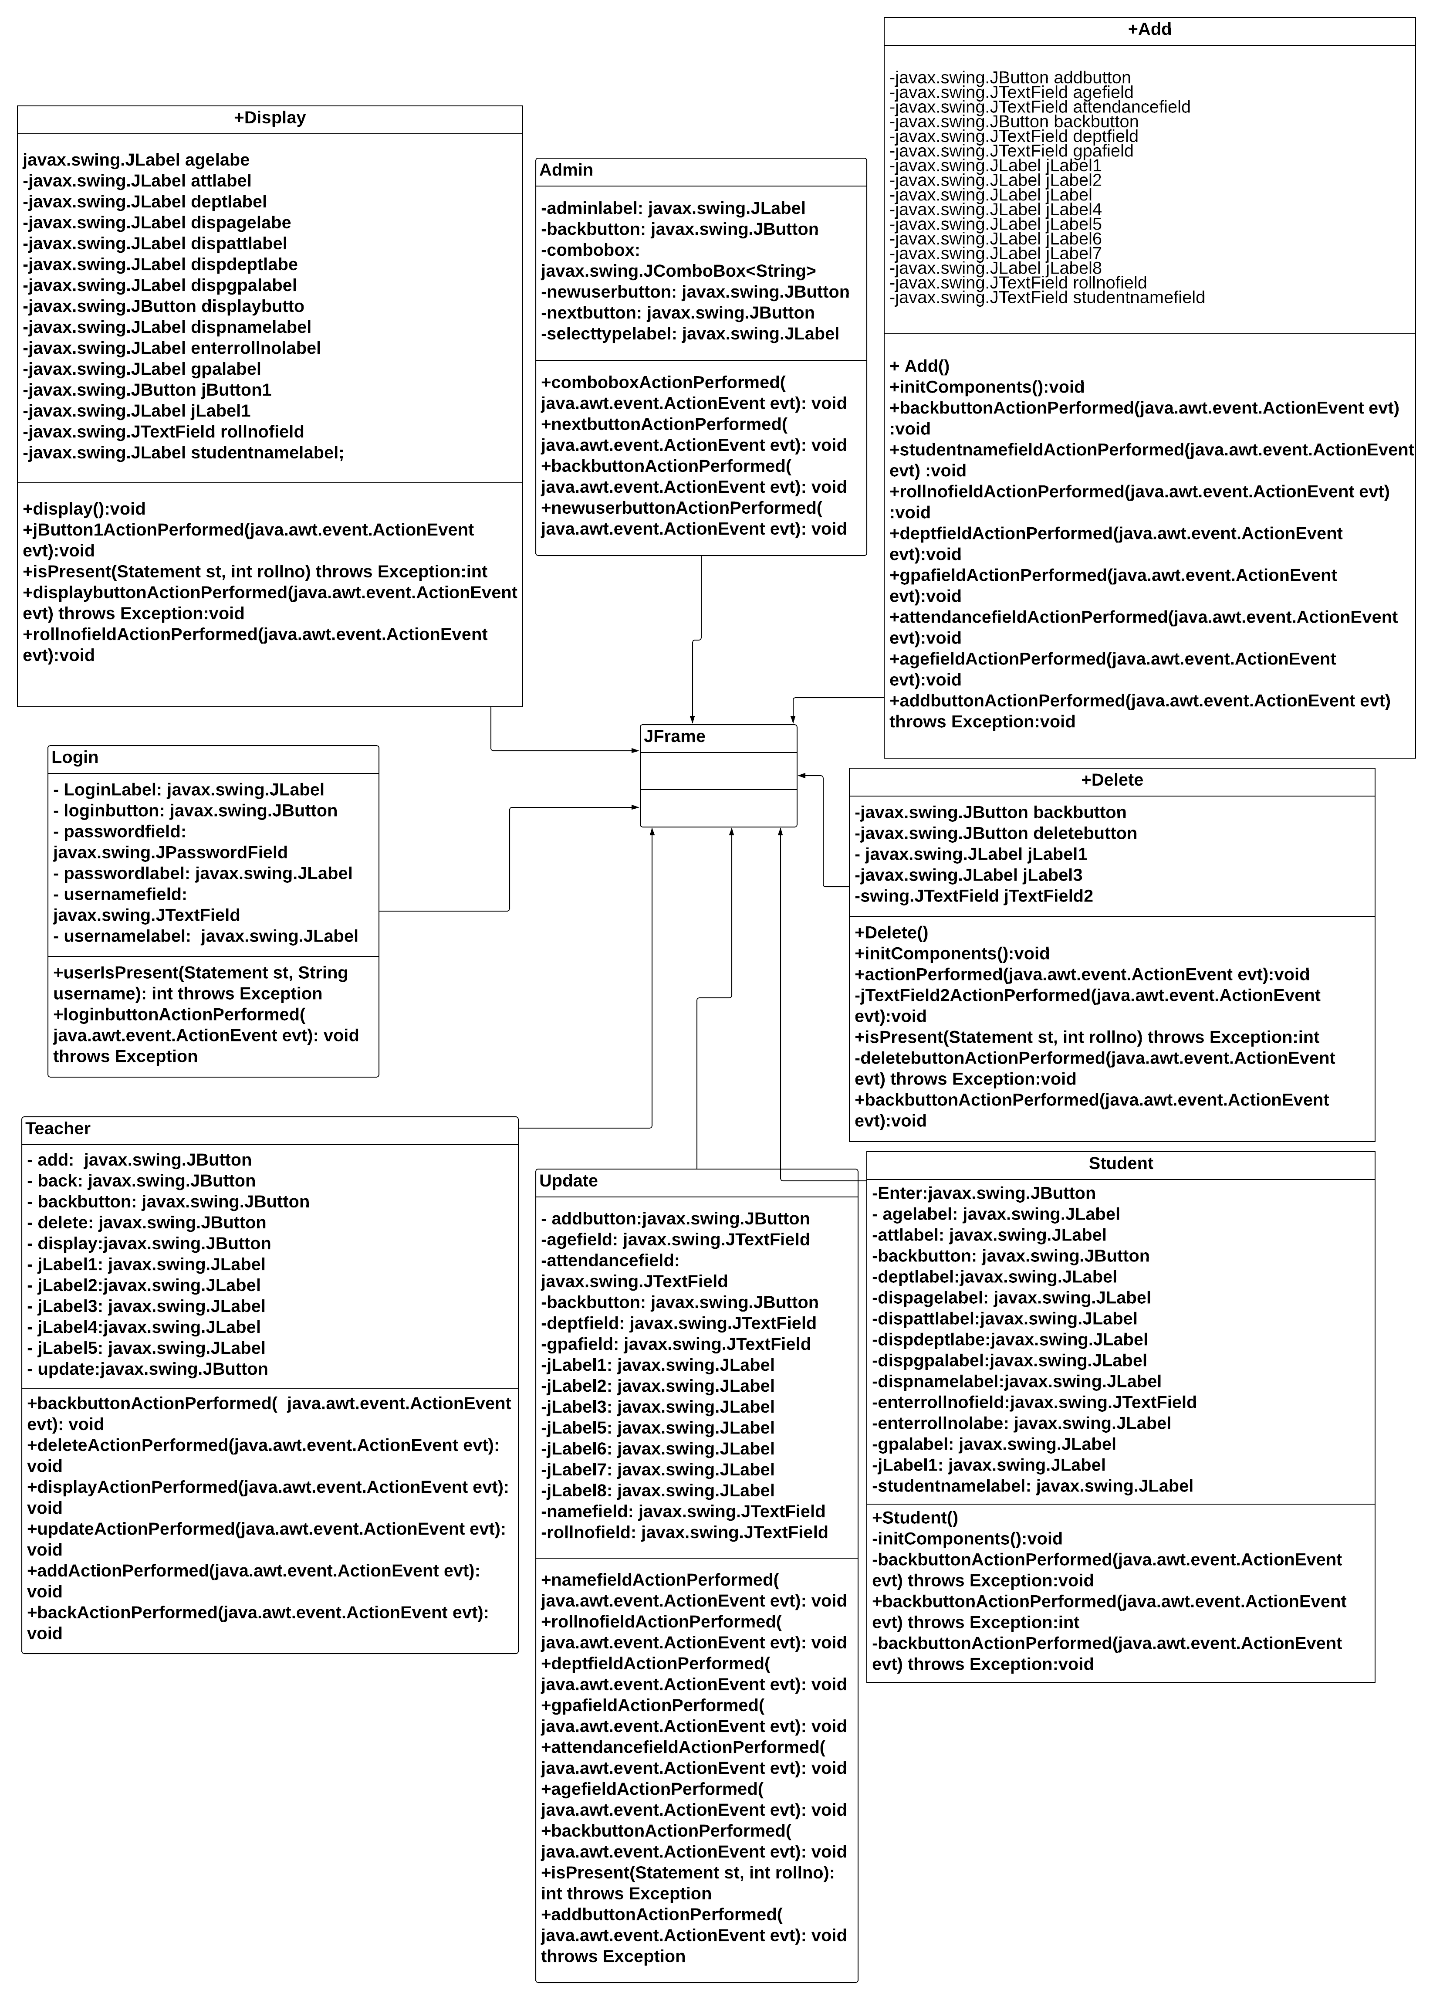 +Add
-javax.swing.JButton addbutton
-javax.swing.JTextField agefield
-javax.swing.JTextField attendancefield
-javax.swing.JButton backbutton
-javax.swing.JTextField deptfield
-javax.swing.JTextField gpafield
-javax.swing.JLabel jLabel1
-javax.swing.JLabel jLabel2
-javax.swing.JLabel jLabel
-javax.swing.JLabel jLabel4
-javax.swing.JLabel jLabel5
-javax.swing.JLabel jLabel6
-javax.swing.JLabel jLabel7
-javax.swing.JLabel jLabel8
-javax.swing.JTextField rollnofield
-javax.swing.JTextField studentnamefield
+ Add()
+initComponents():void
+backbuttonActionPerformed(java.awt.event.ActionEvent evt)
:void
+studentnamefieldActionPerformed(java.awt.event.ActionEvent
evt) :void
+rollnofieldActionPerformed(java.awt.event.ActionEvent evt)
:void
+deptfieldActionPerformed(java.awt.event.ActionEvent
evt):void
+gpafieldActionPerformed(java.awt.event.ActionEvent
evt):void
+attendancefieldActionPerformed(java.awt.event.ActionEvent
evt):void
+agefieldActionPerformed(java.awt.event.ActionEvent
evt):void
+addbuttonActionPerformed(java.awt.event.ActionEvent evt)
throws Exception:void
+Display
javax.swing.JLabel agelabe
-javax.swing.JLabel attlabel
-javax.swing.JLabel deptlabel
-javax.swing.JLabel dispagelabe
-javax.swing.JLabel dispattlabel
-javax.swing.JLabel dispdeptlabe
-javax.swing.JLabel dispgpalabel
-javax.swing.JButton displaybutto
-javax.swing.JLabel dispnamelabel
-javax.swing.JLabel enterrollnolabel
-javax.swing.JLabel gpalabel
-javax.swing.JButton jButton1
-javax.swing.JLabel jLabel1
-javax.swing.JTextField rollnofield
-javax.swing.JLabel studentnamelabel;
+display():void
+jButton1ActionPerformed(java.awt.event.ActionEvent
evt):void
+isPresent(Statement st, int rollno) throws Exception:int
+displaybuttonActionPerformed(java.awt.event.ActionEvent
evt) throws Exception:void
+rollnofieldActionPerformed(java.awt.event.ActionEvent
evt):void
Admin
-adminlabel: javax.swing.JLabel
-backbutton: javax.swing.JButton
-combobox:
javax.swing.JComboBox<String>
-newuserbutton: javax.swing.JButton
-nextbutton: javax.swing.JButton
-selecttypelabel: javax.swing.JLabel
+comboboxActionPerformed(
java.awt.event.ActionEvent evt): void
+nextbuttonActionPerformed(
java.awt.event.ActionEvent evt): void
+backbuttonActionPerformed(
java.awt.event.ActionEvent evt): void
+newuserbuttonActionPerformed(
java.awt.event.ActionEvent evt): void
JFrame
Login
- LoginLabel: javax.swing.JLabel
- loginbutton: javax.swing.JButton
- passwordfield:
javax.swing.JPasswordField
- passwordlabel: javax.swing.JLabel
- usernamefield:
javax.swing.JTextField
- usernamelabel:  javax.swing.JLabel
+userIsPresent(Statement st, String
username): int throws Exception
+loginbuttonActionPerformed(
java.awt.event.ActionEvent evt): void
throws Exception
+Delete
-javax.swing.JButton backbutton
-javax.swing.JButton deletebutton
- javax.swing.JLabel jLabel1
-javax.swing.JLabel jLabel3
-swing.JTextField jTextField2
+Delete()
+initComponents():void
+actionPerformed(java.awt.event.ActionEvent evt):void
-jTextField2ActionPerformed(java.awt.event.ActionEvent
evt):void
+isPresent(Statement st, int rollno) throws Exception:int
-deletebuttonActionPerformed(java.awt.event.ActionEvent
evt) throws Exception:void
+backbuttonActionPerformed(java.awt.event.ActionEvent
evt):void
Teacher
- add:  javax.swing.JButton
- back: javax.swing.JButton
- backbutton: javax.swing.JButton
- delete: javax.swing.JButton
- display:javax.swing.JButton
- jLabel1: javax.swing.JLabel
- jLabel2:javax.swing.JLabel
- jLabel3: javax.swing.JLabel
- jLabel4:javax.swing.JLabel
- jLabel5: javax.swing.JLabel
- update:javax.swing.JButton
+backbuttonActionPerformed(  java.awt.event.ActionEvent
evt): void
+deleteActionPerformed(java.awt.event.ActionEvent evt):
void
+displayActionPerformed(java.awt.event.ActionEvent evt):
void
+updateActionPerformed(java.awt.event.ActionEvent evt):
void
+addActionPerformed(java.awt.event.ActionEvent evt):
void
+backActionPerformed(java.awt.event.ActionEvent evt):
void
Update
- addbutton:javax.swing.JButton
-agefield: javax.swing.JTextField
-attendancefield:
javax.swing.JTextField
-backbutton: javax.swing.JButton
-deptfield: javax.swing.JTextField
-gpafield: javax.swing.JTextField
-jLabel1: javax.swing.JLabel
-jLabel2: javax.swing.JLabel
-jLabel3: javax.swing.JLabel
-jLabel5: javax.swing.JLabel
-jLabel6: javax.swing.JLabel
-jLabel7: javax.swing.JLabel
-jLabel8: javax.swing.JLabel
-namefield: javax.swing.JTextField
-rollnofield: javax.swing.JTextField
+namefieldActionPerformed(
java.awt.event.ActionEvent evt): void
+rollnofieldActionPerformed(
java.awt.event.ActionEvent evt): void
+deptfieldActionPerformed(
java.awt.event.ActionEvent evt): void
+gpafieldActionPerformed(
java.awt.event.ActionEvent evt): void
+attendancefieldActionPerformed(
java.awt.event.ActionEvent evt): void
+agefieldActionPerformed(
java.awt.event.ActionEvent evt): void
+backbuttonActionPerformed(
java.awt.event.ActionEvent evt): void
+isPresent(Statement st, int rollno):
int throws Exception
+addbuttonActionPerformed(
java.awt.event.ActionEvent evt): void
throws Exception
Student
-Enter:javax.swing.JButton
- agelabel: javax.swing.JLabel
-attlabel: javax.swing.JLabel
-backbutton: javax.swing.JButton
-deptlabel:javax.swing.JLabel
-dispagelabel: javax.swing.JLabel
-dispattlabel:javax.swing.JLabel
-dispdeptlabe:javax.swing.JLabel
-dispgpalabel:javax.swing.JLabel
-dispnamelabel:javax.swing.JLabel
-enterrollnofield:javax.swing.JTextField
-enterrollnolabe: javax.swing.JLabel
-gpalabel: javax.swing.JLabel
-jLabel1: javax.swing.JLabel
-studentnamelabel: javax.swing.JLabel
+Student()
-initComponents():void
-backbuttonActionPerformed(java.awt.event.ActionEvent
evt) throws Exception:void
+backbuttonActionPerformed(java.awt.event.ActionEvent
evt) throws Exception:int
-backbuttonActionPerformed(java.awt.event.ActionEvent
evt) throws Exception:void